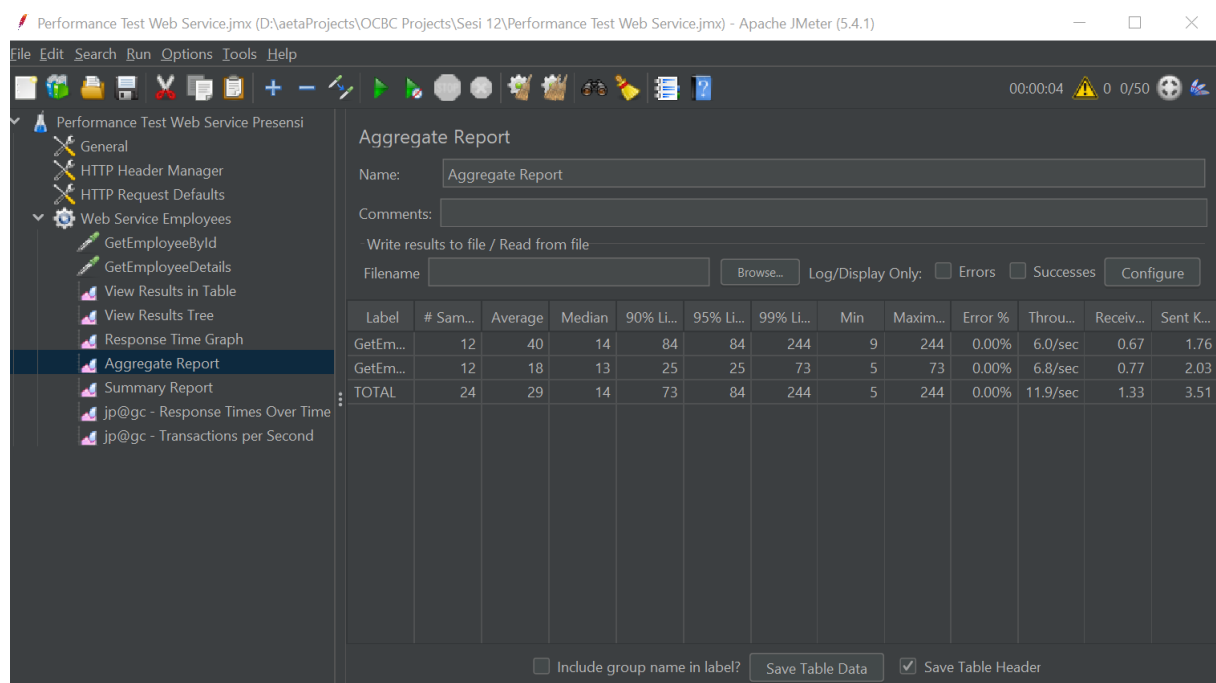 Performance Test Web Service.jmx (D:\aetaProjects\OCBC Projects\Sesi 12\Performance Test Web Service.jmx) - Apache JMeter (5.4.1)
File Edit Search Run Options Tools Help
00:00:04 0 0/50
Performance Test Web Service Presensi
General
HTTP Header Manager
HTTP Request Defaults
Web Service Employees
GetEmployeeById
GetEmployeeDetails
View Results in Table
View Results Tree
Response Time Graph
Aggregate Report
Summary Report
jp@gc - Response Times Over Time
jp@gc - Transactions per Second
Aggregate Report
Name: Aggregate Report
Comments:
Write results to file / Read from file
Filename Browse... Log/Display Only: Errors Successes Configure
Label # Sam... Average Median 90% Li... 95% Li... 99% Li... Min Maxim... Error % Throu... Receiv... Sent K...
GetEm... 12 40 14 84 84 244 9 244 0.00% 6.0/sec 0.67 1.76
GetEm... 12 18 13 25 25 73 5 73 0.00% 6.8/sec 0.77 2.03
TOTAL 24 29 14 73 84 244 5 244 0.00% 11.9/sec 1.33 3.51
Include group name in label? Save Table Data Save Table Header